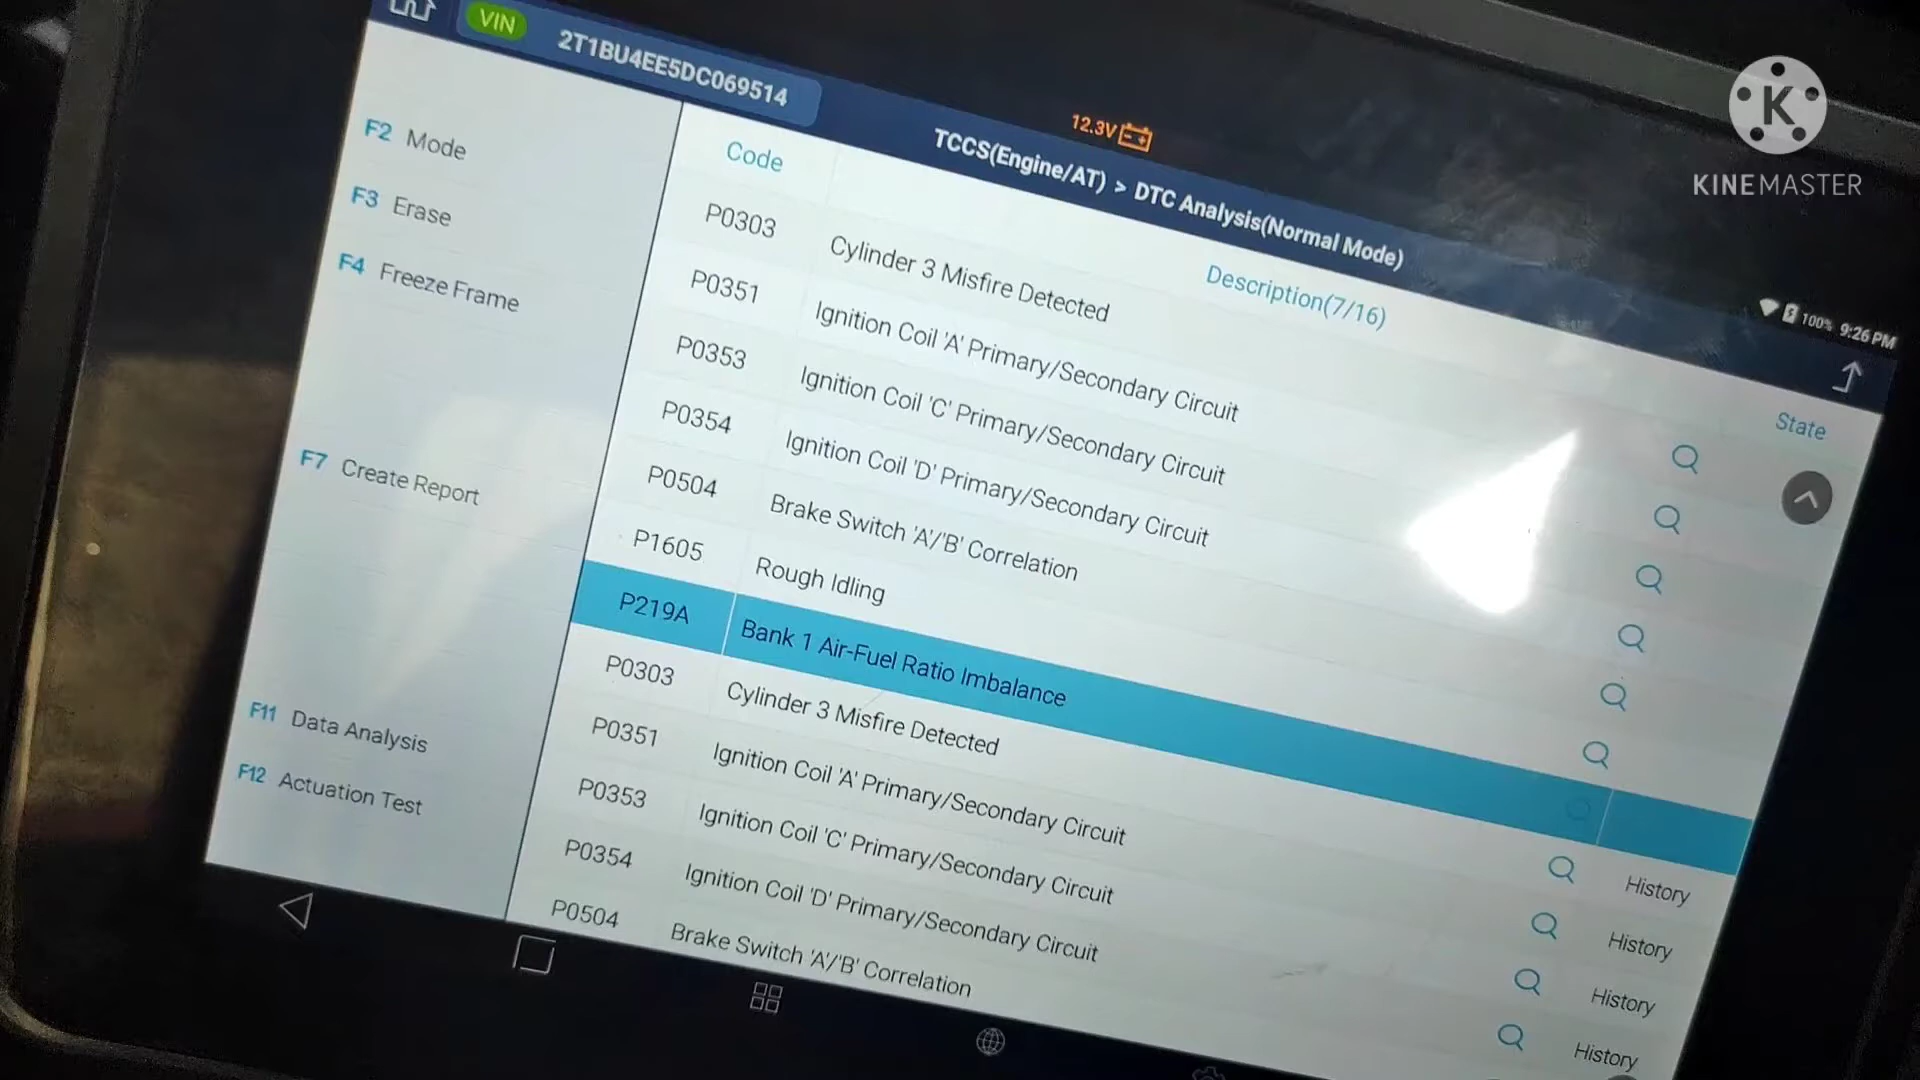 VIN 2T1BU4EE5DC069514
12.3V
TCCS(Engine/AT) > DTC Analysis(Normal Mode)
100% 9:26 PM
F2 Mode
F3 Erase
F4 Freeze Frame
F7 Create Report
F11 Data Analysis
F12 Actuation Test
Code Description(7/16) State
P0303 Cylinder 3 Misfire Detected
P0351 Ignition Coil 'A' Primary/Secondary Circuit
P0353 Ignition Coil 'C' Primary/Secondary Circuit
P0354 Ignition Coil 'D' Primary/Secondary Circuit
P0504 Brake Switch 'A'/'B' Correlation
P1605 Rough Idling
P219A Bank 1 Air-Fuel Ratio Imbalance
P0303 Cylinder 3 Misfire Detected History
P0351 Ignition Coil 'A' Primary/Secondary Circuit History
P0353 Ignition Coil 'C' Primary/Secondary Circuit History
P0354 Ignition Coil 'D' Primary/Secondary Circuit History
P0504 Brake Switch 'A'/'B' Correlation
K
KINEMASTER